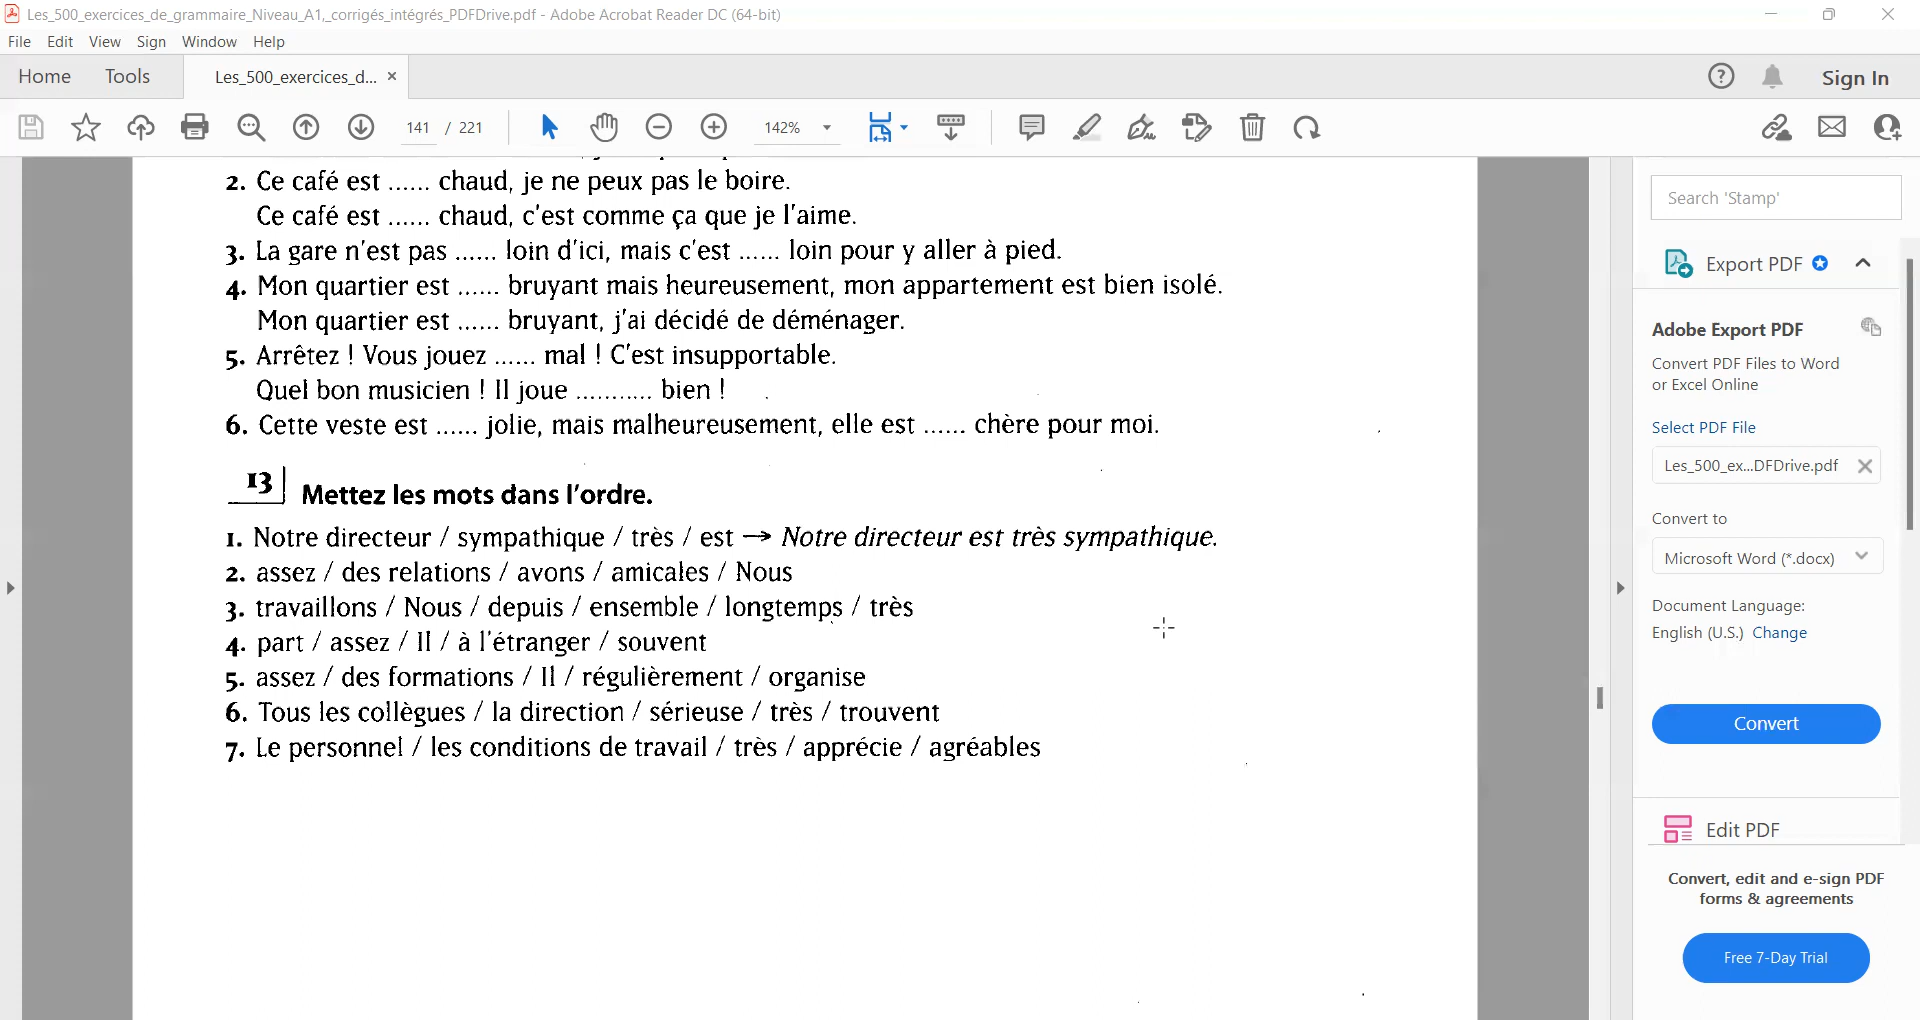 Les_500_exercices_de_grammaire_Niveau_A1,_corrigés_intégrés_PDFDrive.pdf - Adobe Acrobat Reader DC (64-bit)
File Edit View Sign Window Help
Home Tools Les_500_exercices_d... × Sign In
141 / 221 142%
2. Ce café est ...... chaud, je ne peux pas le boire.
Ce café est ...... chaud, c'est comme ça que je l'aime.
3. La gare n'est pas ...... loin d'ici, mais c'est ...... loin pour y aller à pied.
4. Mon quartier est ...... bruyant mais heureusement, mon appartement est bien isolé.
Mon quartier est ...... bruyant, j'ai décidé de déménager.
5. Arrêtez ! Vous jouez ...... mal ! C'est insupportable.
Quel bon musicien ! Il joue ........... bien !
6. Cette veste est ...... jolie, mais malheureusement, elle est ...... chère pour moi.
13 Mettez les mots dans l'ordre.
1. Notre directeur / sympathique / très / est → Notre directeur est très sympathique.
2. assez / des relations / avons / amicales / Nous
3. travaillons / Nous / depuis / ensemble / longtemps / très
4. part / assez / Il / à l'étranger / souvent
5. assez / des formations / Il / régulièrement / organise
6. Tous les collègues / la direction / sérieuse / très / trouvent
7. Le personnel / les conditions de travail / très / apprécie / agréables
Search 'Stamp'
Export PDF
Adobe Export PDF
Convert PDF Files to Word
or Excel Online
Select PDF File
Les_500_ex...DFDrive.pdf
Convert to
Microsoft Word (*.docx)
Document Language:
English (U.S.) Change
Convert
Edit PDF
Convert, edit and e-sign PDF
forms & agreements
Free 7-Day Trial